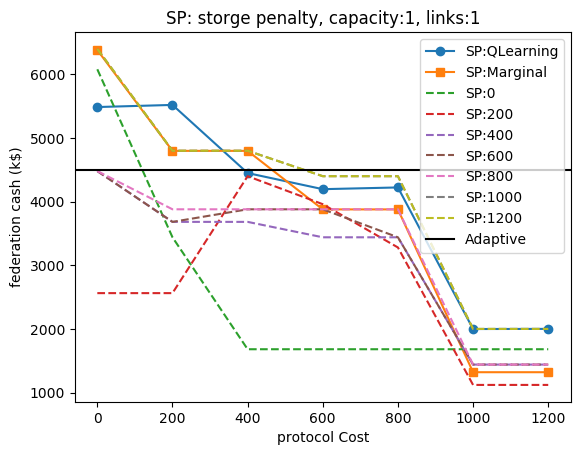 SP: storge penalty, capacity:1, links:1
federation cash (k$)
6000
5000
4000
3000
2000
1000
0
200
400
600
800
1000
1200
protocol Cost
SP:QLearning
SP:Marginal
SP:0
SP:200
SP:400
SP:600
SP:800
SP:1000
SP:1200
Adaptive